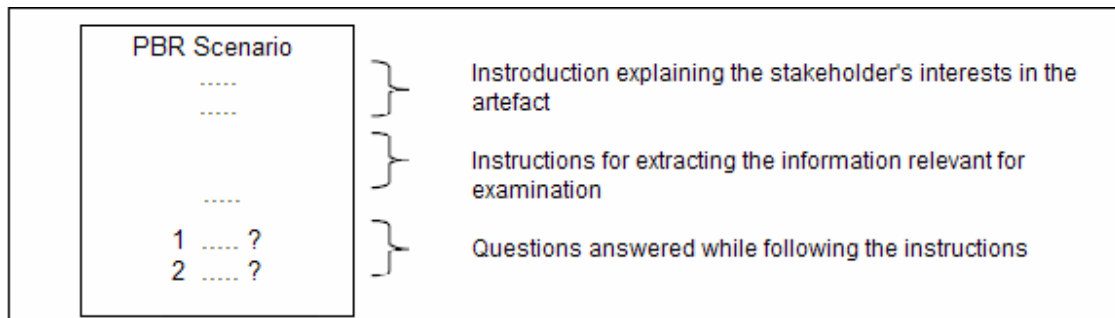 PBR Scenario
.....
.....
Instroduction explaining the stakeholder's interests in the
artefact
Instructions for extracting the information relevant for
examination
.....
1 ..... ?
2 ..... ?
Questions answered while following the instructions